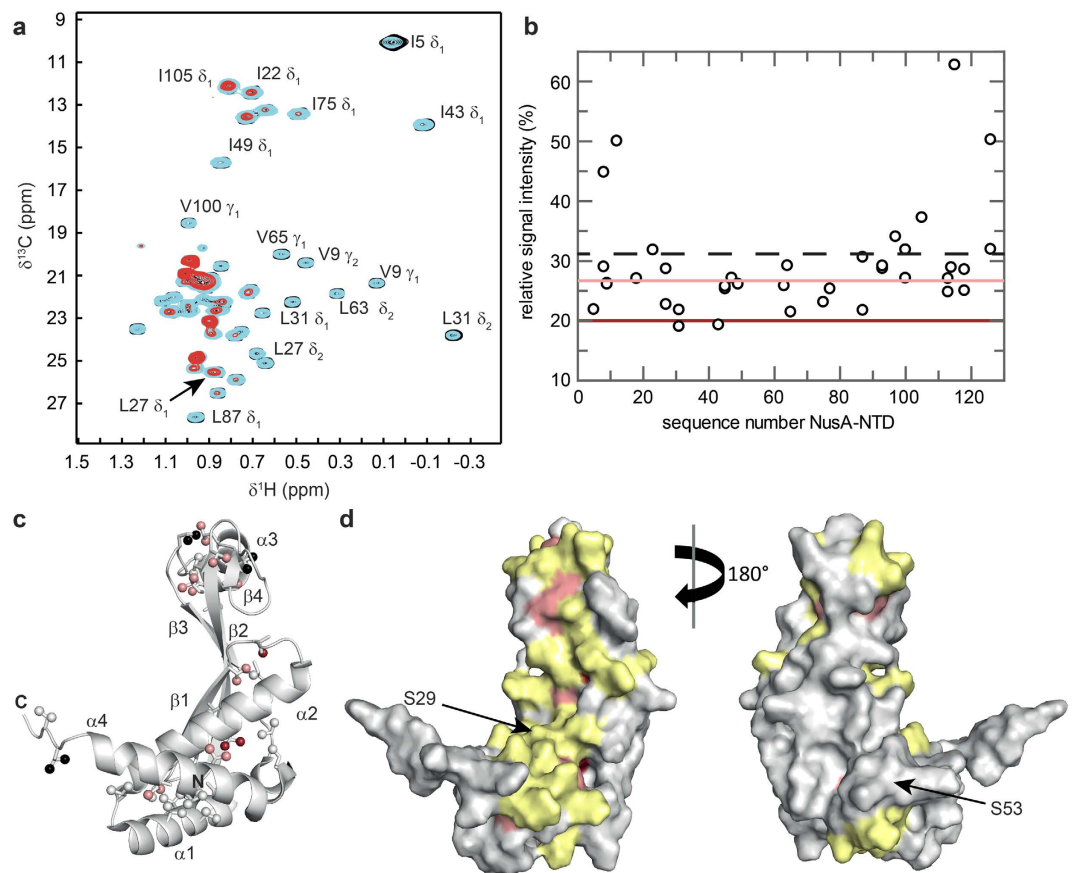 a
9
11
13
15
17
19
21
23
25
27
δ¹³C (ppm)
I5 δ₁
I105 δ₁
I22 δ₁
I75 δ₁
I43 δ₁
I49 δ₁
V100 γ₁
V65 γ₁
V9 γ₂
V9 γ₁
L31 δ₁
L63 δ₂
L31 δ₂
L27 δ₂
L27 δ₁
L87 δ₁
1.5 1.3 1.1 0.9 0.7 0.5 0.3 0.1 -0.1 -0.3
δ¹H (ppm)
b
60
50
40
30
20
10
relative signal intensity (%)
0 20 40 60 80 100 120
sequence number NusA-NTD
c
α3
β4
β3
β2
β1
α2
C
α4
N
α1
d
180°
S29
S53